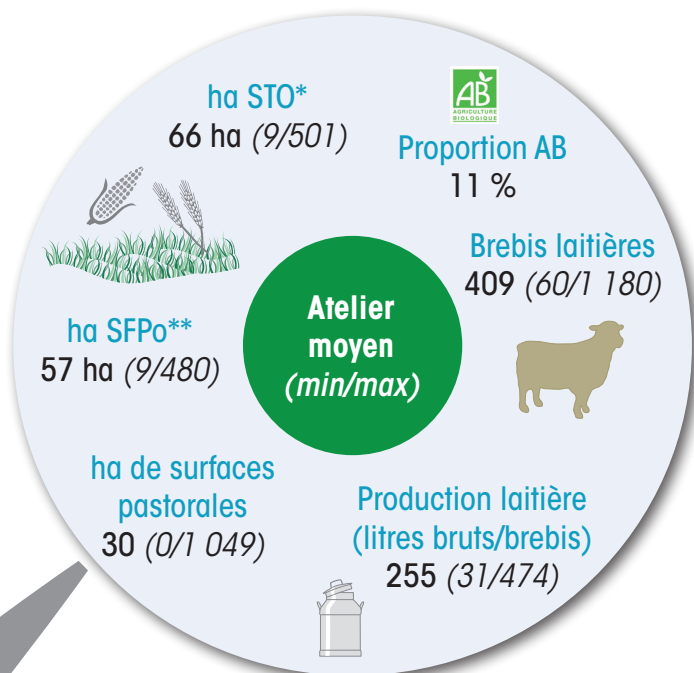 ha STO*
66 ha (9/501)
AB
AGRICULTURE
BIOLOGIQUE
Proportion AB
11 %
Brebis laitières
409 (60/1 180)
Atelier
moyen
(min/max)
ha SFPo**
57 ha (9/480)
ha de surfaces
pastorales
30 (0/1 049)
Production laitière
(litres bruts/brebis)
255 (31/474)